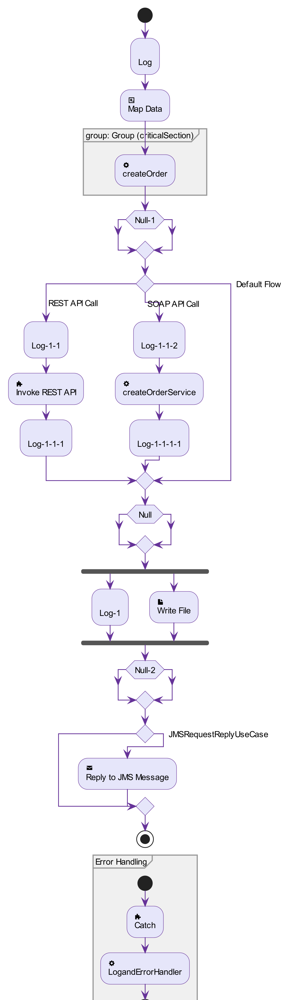 Log
Map Data
group: Group (criticalSection)
createOrder
Null-1
Default Flow
REST API Call
SOAP API Call
Log-1-1
Log-1-1-2
Invoke REST API
createOrderService
Log-1-1-1
Log-1-1-1-1
Null
Log-1
Write File
Null-2
JMSRequestReplyUseCase
Reply to JMS Message
Error Handling
Catch
LogandErrorHandler